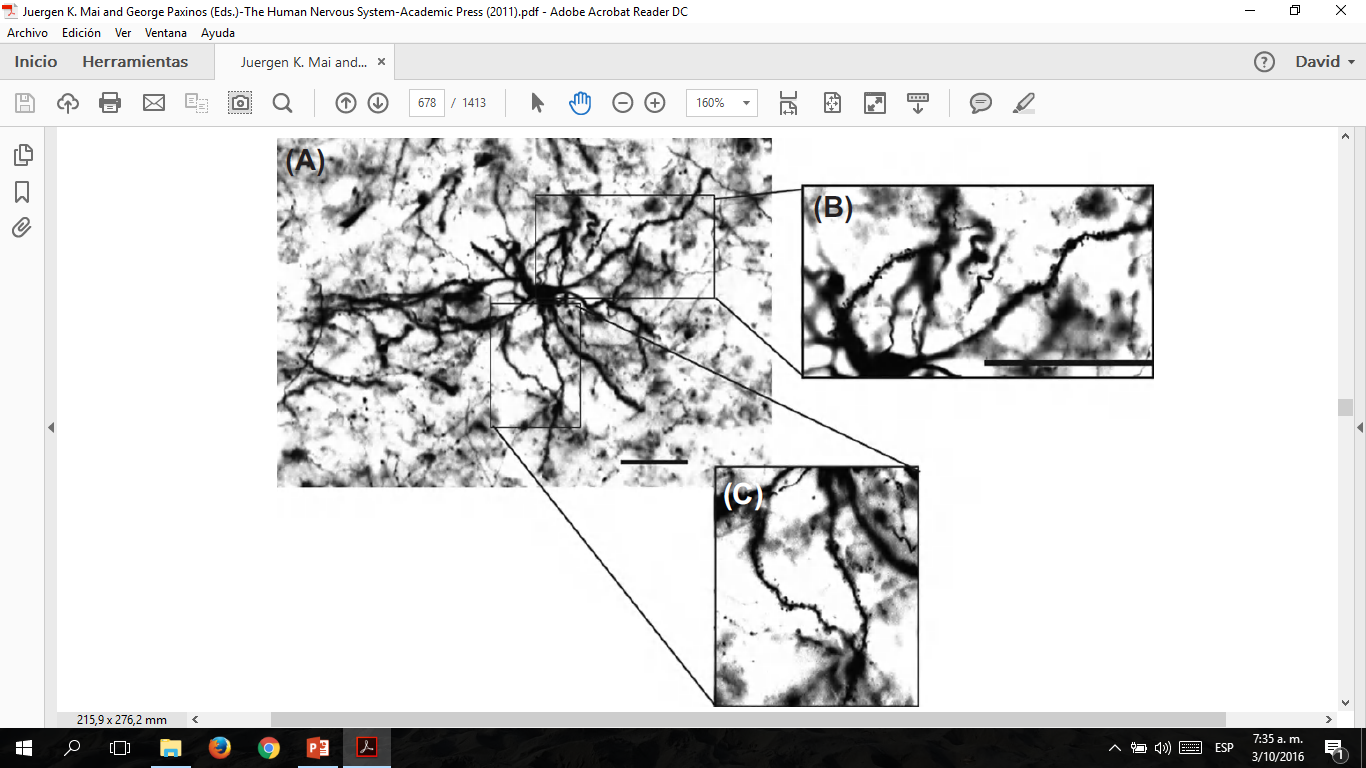 Juergen K. Mai and George Paxinos (Eds.)-The Human Nervous System-Academic Press (2011).pdf - Adobe Acrobat Reader DC
Archivo Edición Ver Ventana Ayuda
Inicio Herramientas Juergen K. Mai and... David
678 / 1413 160%
(A)
(B)
(C)
215,9 x 276,2 mm
ESP 7:35 a. m.
3/10/2016 1